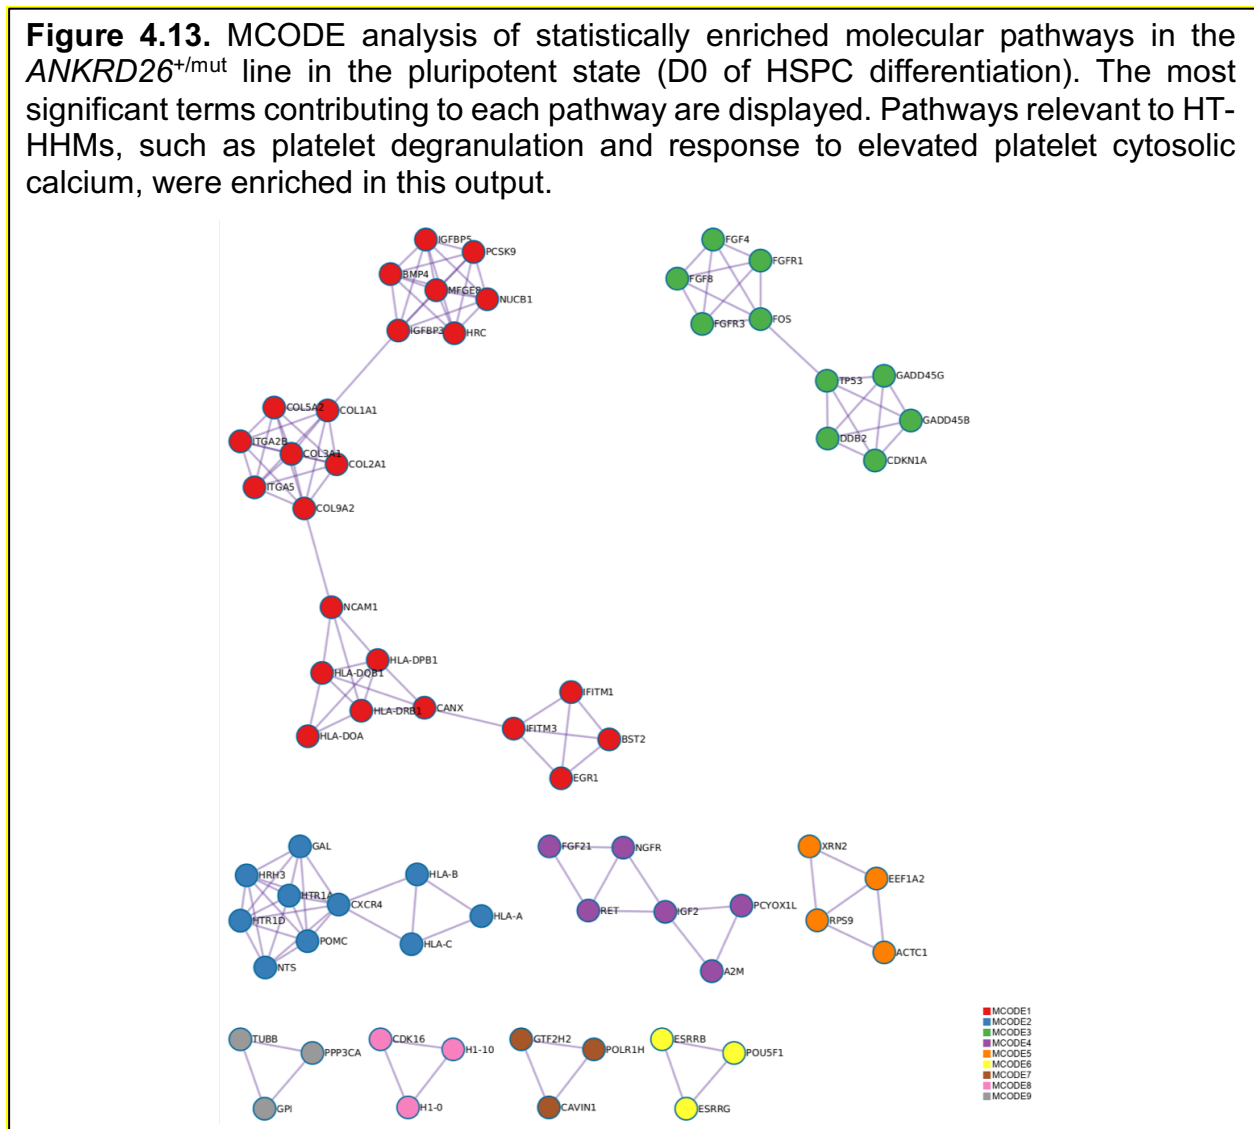 Figure 4.13. MCODE analysis of statistically enriched molecular pathways in the
ANKRD26+/mut line in the pluripotent state (D0 of HSPC differentiation). The most
significant terms contributing to each pathway are displayed. Pathways relevant to HT-
HHMs, such as platelet degranulation and response to elevated platelet cytosolic
calcium, were enriched in this output.
IGFBP5
PCSK9
BMP4
MFGE8
NUCB1
IGFBP3
HRC
FGF4
FGFR1
FGF8
FGFR3
FOS
TP53
GADD45G
GADD45B
DDB2
CDKN1A
COL5A2
COL1A1
ITGA2B
COL3A1
COL2A1
ITGA5
COL9A2
NCAM1
HLA-DPB1
HLA-DQB1
HLA-DRB1
CANX
HLA-DOA
IFITM1
IFITM3
BST2
EGR1
GAL
HRH3
HTR1A
CXCR4
HTR1D
POMC
NTS
HLA-B
HLA-A
HLA-C
FGF21
NGFR
RET
IGF2
PCYOX1L
A2M
XRN2
EEF1A2
RPS9
ACTC1
TUBB
PPP3CA
GPI
CDK16
H1-10
H1-0
GTF2H2
POLR1H
CAVIN1
ESRRB
POU5F1
ESRRG
MCODE1
MCODE2
MCODE3
MCODE4
MCODE5
MCODE6
MCODE7
MCODE8
MCODE9